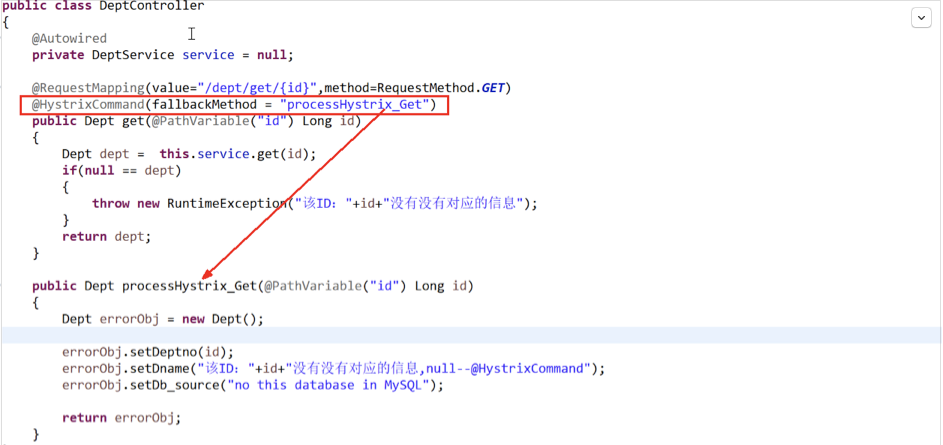 public class DeptController
{
@Autowired
private DeptService service = null;
@RequestMapping(value="/dept/get/{id}",method=RequestMethod.GET)
@HystrixCommand(fallbackMethod = "processHystrix_Get")
public Dept get(@PathVariable("id") Long id)
{
Dept dept =  this.service.get(id);
if(null == dept)
{
throw new RuntimeException("该ID："+id+"没有没有对应的信息");
}
return dept;
}
public Dept processHystrix_Get(@PathVariable("id") Long id)
{
Dept errorObj = new Dept();
errorObj.setDeptno(id);
errorObj.setDname("该ID："+id+"没有没有对应的信息,null--@HystrixCommand");
errorObj.setDb_source("no this database in MySQL");
return errorObj;
}